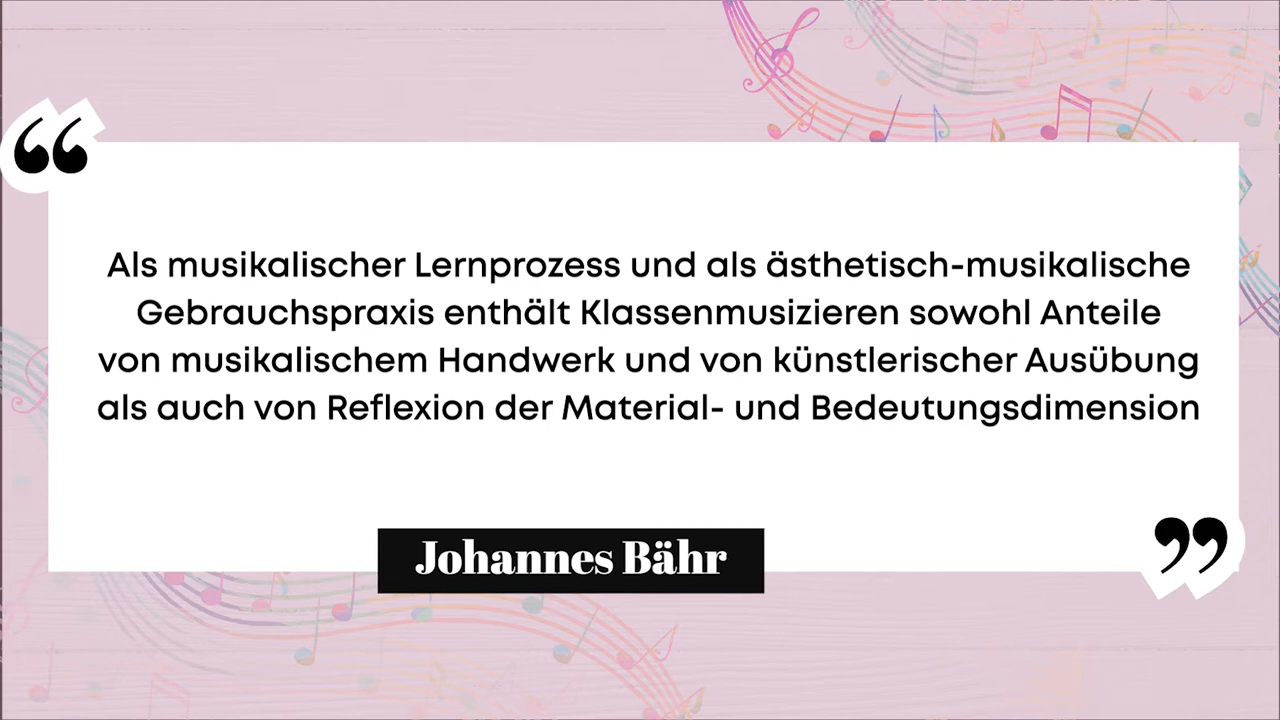 “
Als musikalischer Lernprozess und als ästhetisch-musikalische
Gebrauchspraxis enthält Klassenmusizieren sowohl Anteile
von musikalischem Handwerk und von künstlerischer Ausübung
als auch von Reflexion der Material- und Bedeutungsdimension
”
Johannes Bähr